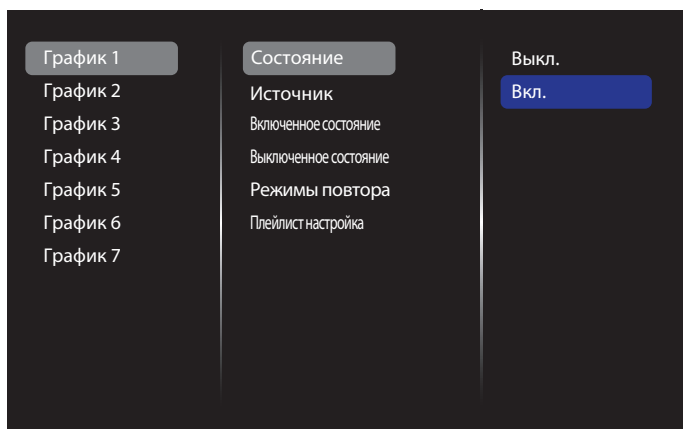 График 1
График 2
График 3
График 4
График 5
График 6
График 7
Состояние
Источник
Включенное состояние
Выключенное состояние
Режимы повтора
Плейлист настройка
Выкл.
Вкл.